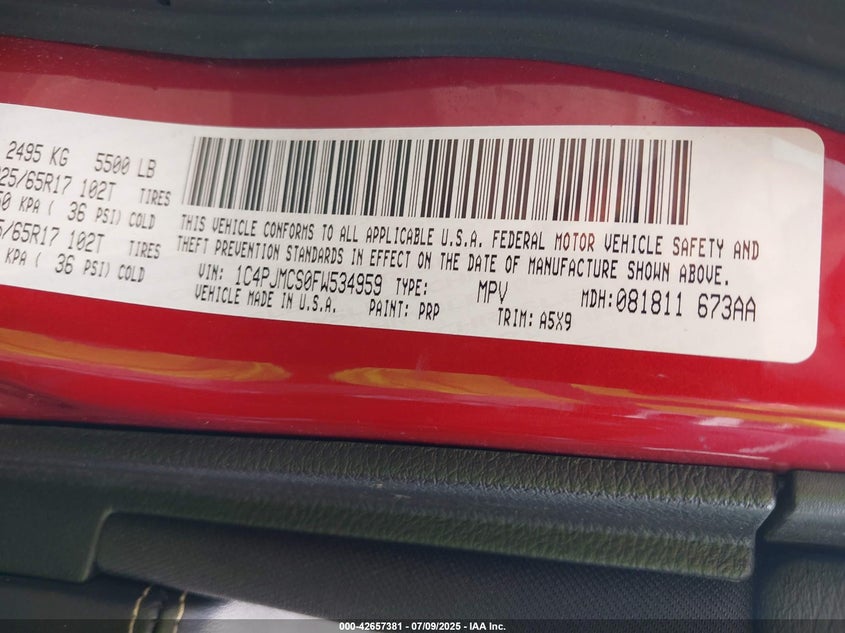 2495 KG 5500 LB
25/65R17 102T TIRES
0 KPA ( 36 PSI) COLD
5/65R17 102T TIRES
KPA ( 36 PSI) COLD
THIS VEHICLE CONFORMS TO ALL APPLICABLE U.S.A. FEDERAL MOTOR VEHICLE SAFETY AND
THEFT PREVENTION STANDARDS IN EFFECT ON THE DATE OF MANUFACTURE SHOWN ABOVE.
VIN: 1C4PJMCS0FW534959 TYPE: MPV MDH: 081811 673AA
VEHICLE MADE IN U.S.A. PAINT: PRP TRIM: A5X9
000-42657381 - 07/09/2025 - IAA Inc.